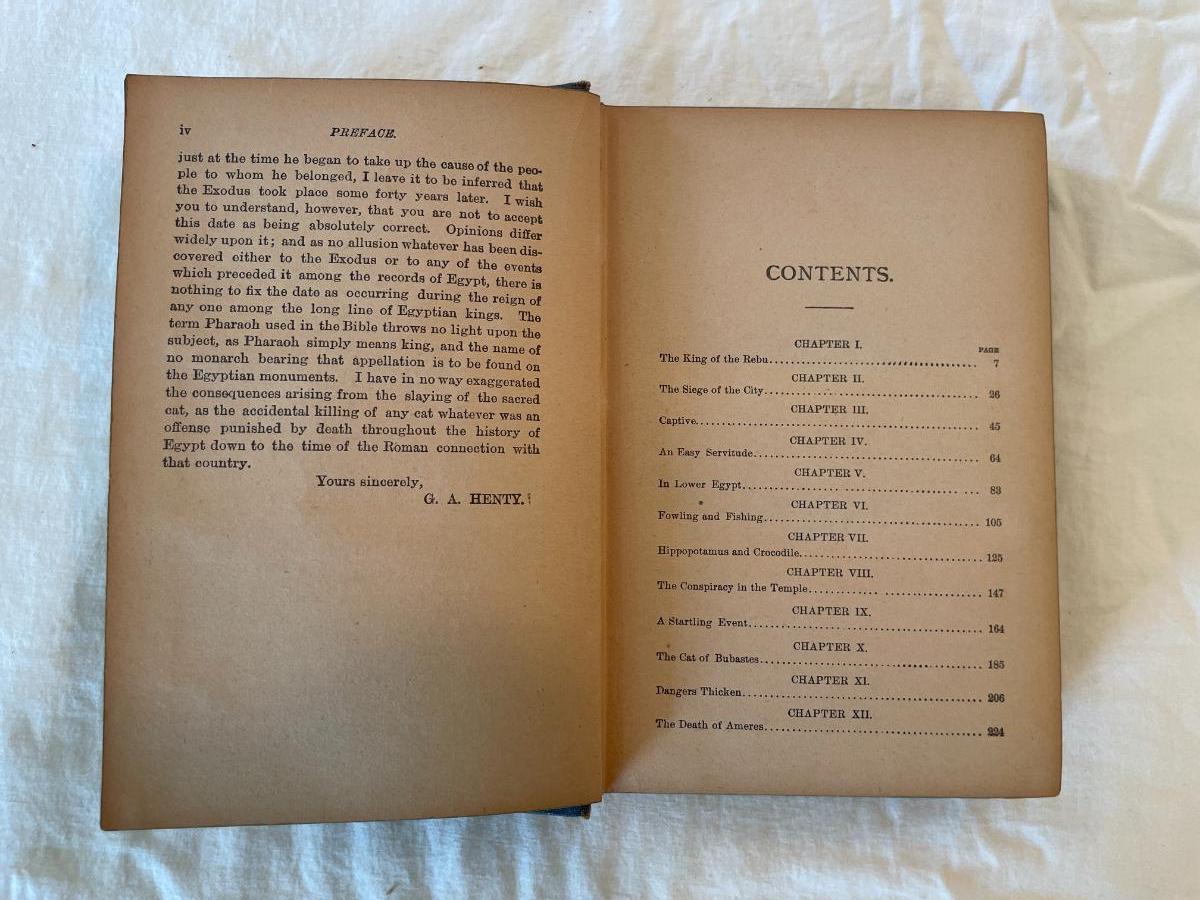 iv PREFACE.
just at the time he began to take up the cause of the peo-
ple to whom he belonged, I leave it to be inferred that
the Exodus took place some forty years later. I wish
you to understand, however, that you are not to accept
this date as being absolutely correct. Opinions differ
widely upon it; and as no allusion whatever has been dis-
covered either to the Exodus or to any of the events
which preceded it among the records of Egypt, there is
nothing to fix the date as occurring during the reign of
any one among the long line of Egyptian kings. The
term Pharaoh used in the Bible throws no light upon the
subject, as Pharaoh simply means king, and the name of
no monarch bearing that appellation is to be found on
the Egyptian monuments. I have in no way exaggerated
the consequences arising from the slaying of the sacred
cat, as the accidental killing of any cat whatever was an
offense punished by death throughout the history of
Egypt down to the time of the Roman connection with
that country.
Yours sincerely,
G. A. HENTY.
CONTENTS.
CHAPTER I.
PAGE
The King of the Rebu 7
CHAPTER II.
The Siege of the City 26
CHAPTER III.
Captive 45
CHAPTER IV.
An Easy Servitude 64
CHAPTER V.
In Lower Egypt 83
CHAPTER VI.
Fowling and Fishing 105
CHAPTER VII.
Hippopotamus and Crocodile 125
CHAPTER VIII.
The Conspiracy in the Temple 147
CHAPTER IX.
A Startling Event 164
CHAPTER X.
The Cat of Bubastes 185
CHAPTER XI.
Dangers Thicken 206
CHAPTER XII.
The Death of Ameres 224